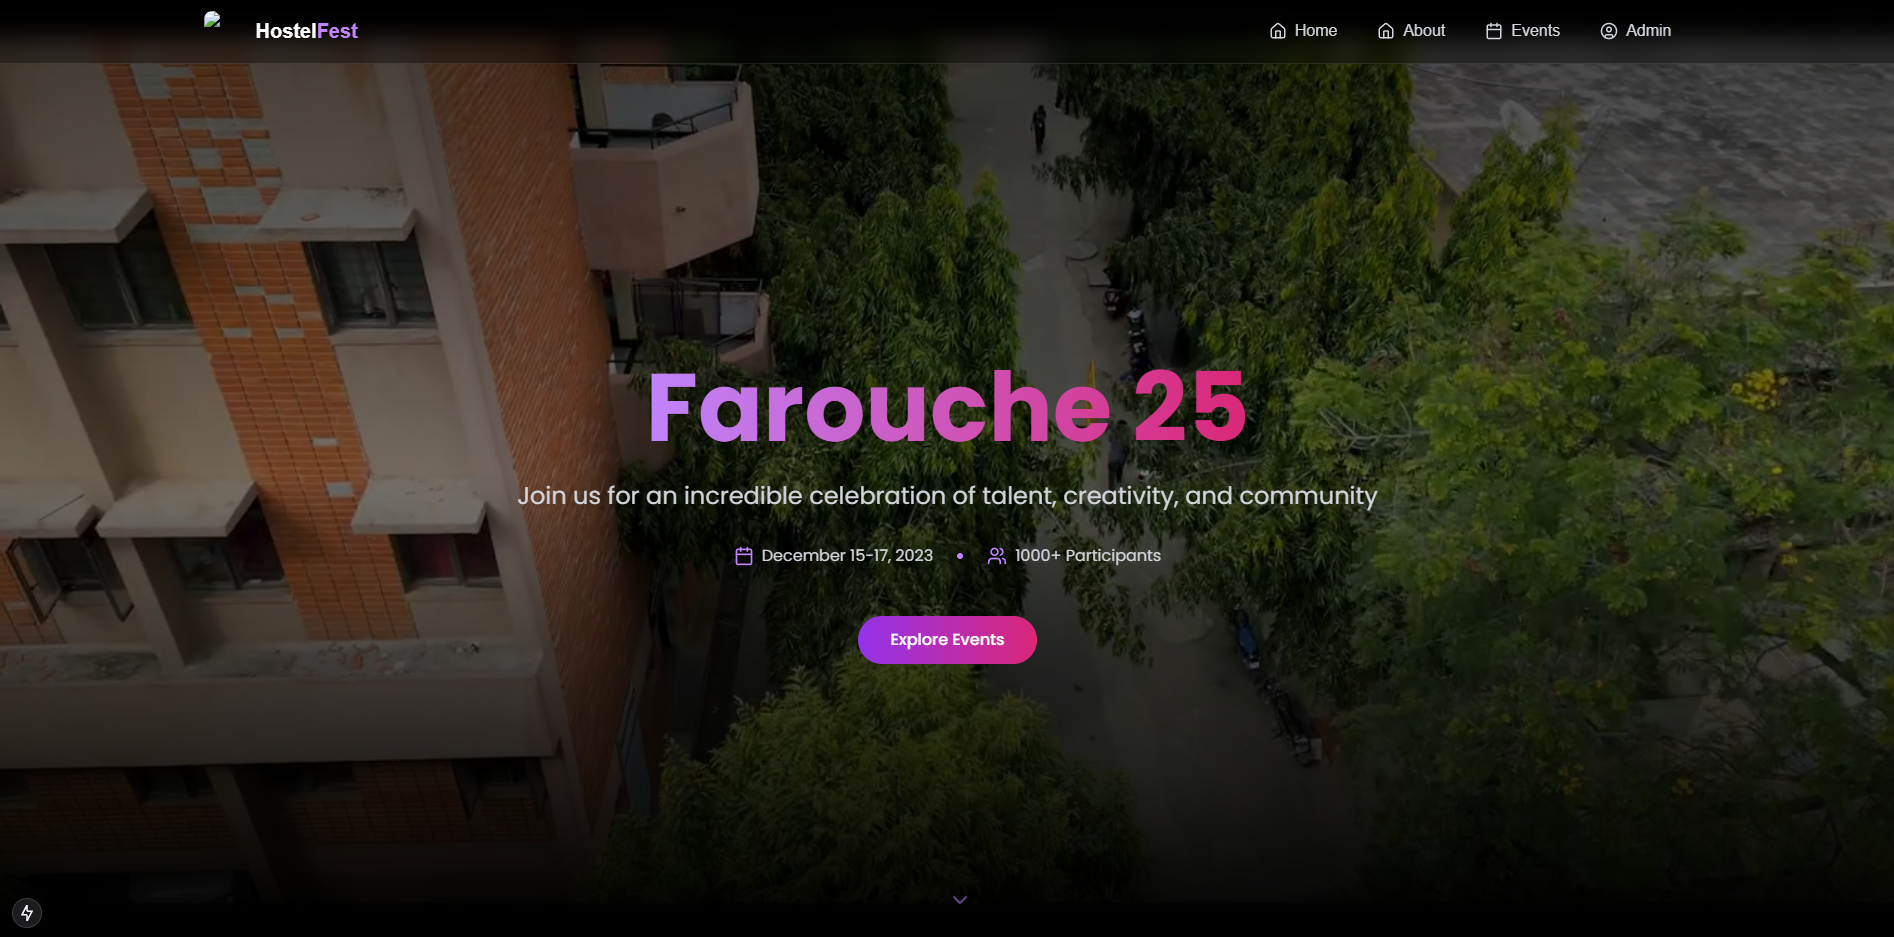 HostelFest
Home
About
Events
Admin
Farouche 25
Join us for an incredible celebration of talent, creativity, and community
December 15-17, 2023
1000+ Participants
Explore Events